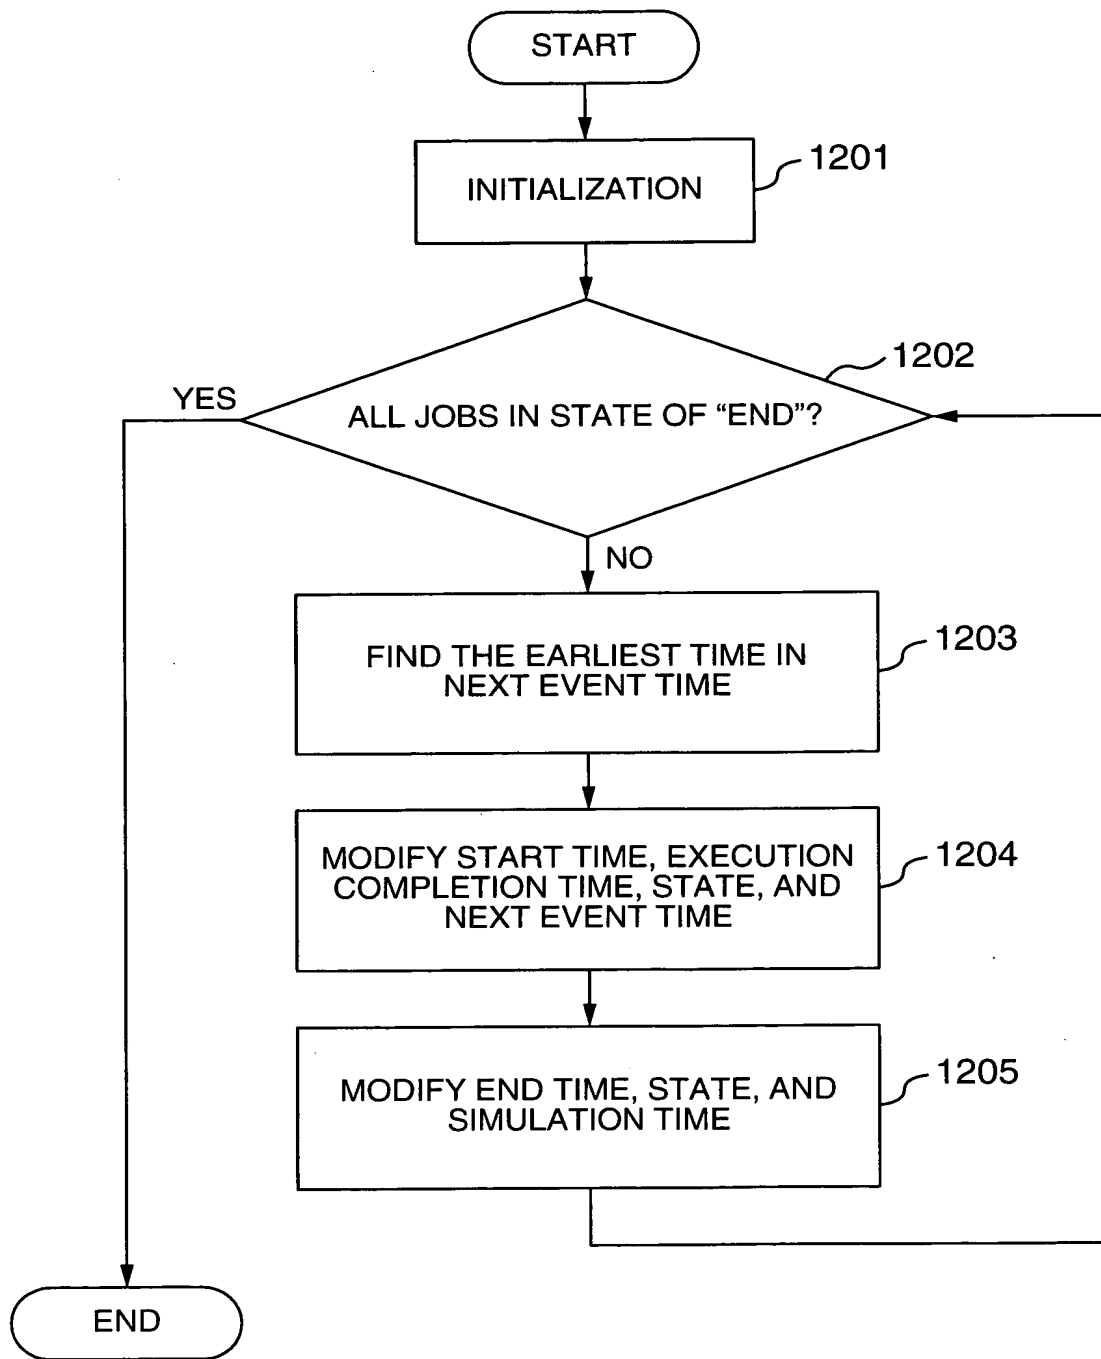 START
INITIALIZATION
1201
ALL JOBS IN STATE OF “END”?
1202
YES
NO
FIND THE EARLIEST TIME IN
NEXT EVENT TIME
1203
MODIFY START TIME, EXECUTION
COMPLETION TIME, STATE, AND
NEXT EVENT TIME
1204
MODIFY END TIME, STATE, AND
SIMULATION TIME
1205
END